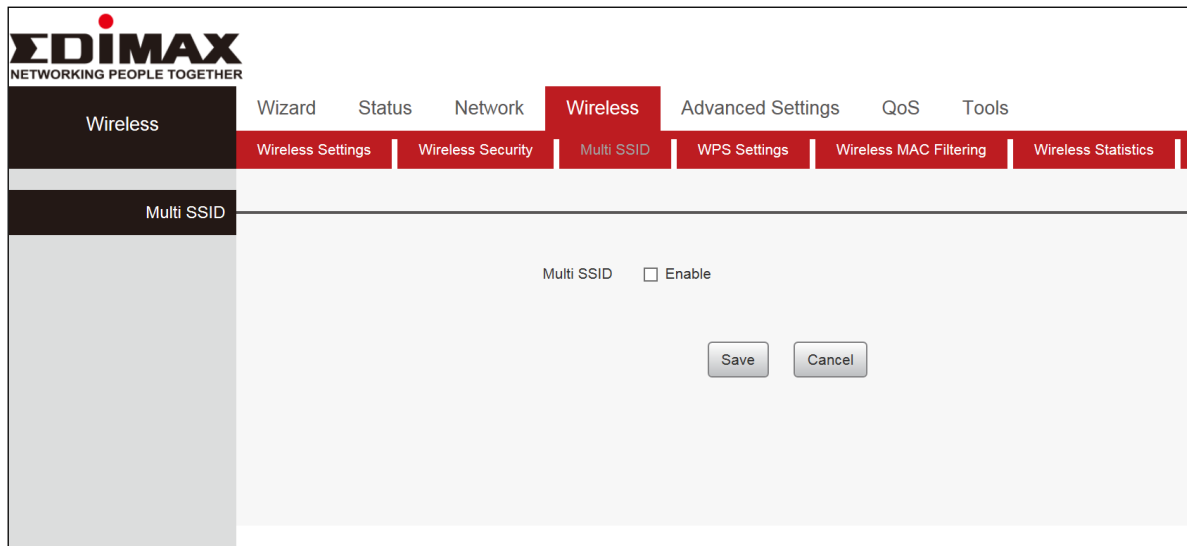 EDIMAX
NETWORKING PEOPLE TOGETHER
Wireless
Wizard Status Network Wireless Advanced Settings QoS Tools
Wireless Settings Wireless Security Multi SSID WPS Settings Wireless MAC Filtering Wireless Statistics
Multi SSID
Multi SSID Enable
Save Cancel